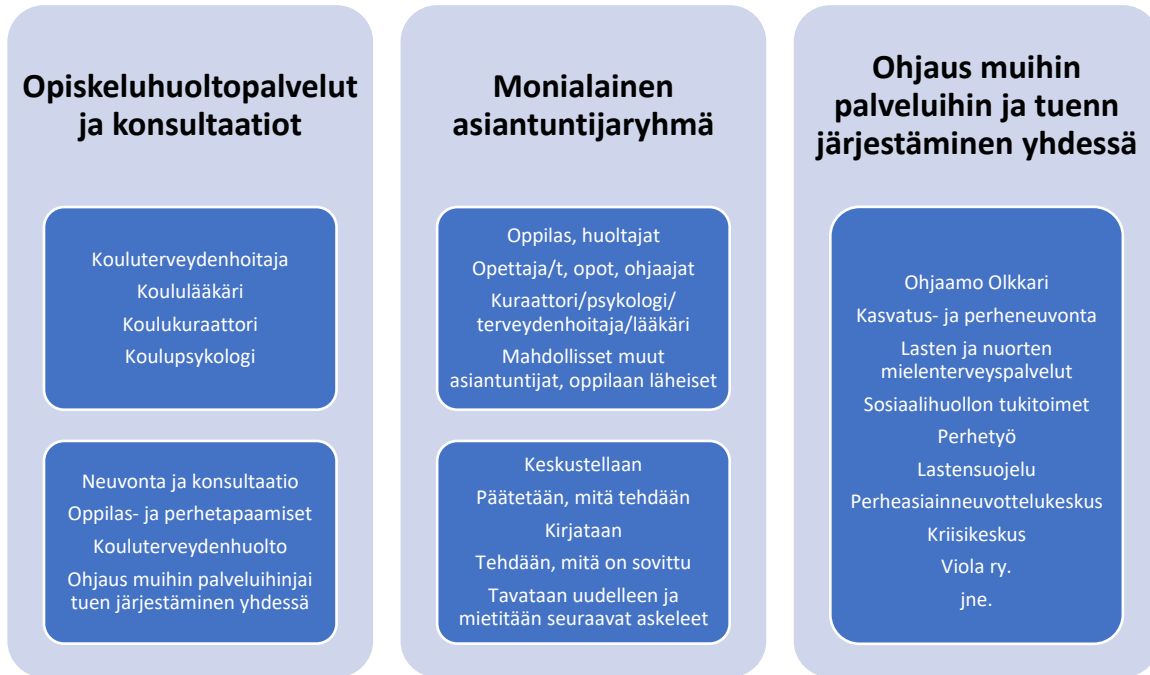 Opiskeluhuoltopalvelut
ja konsultaatiot
Kouluterveydenhoitaja
Koululääkäri
Koulukuraattori
Koulupsykologi
Neuvonta ja konsultaatio
Oppilas- ja perhetapaamiset
Kouluterveydenhuolto
Ohjaus muihin palveluihinjai
tuen järjestäminen yhdessä
Monialainen
asiantuntijaryhmä
Oppilas, huoltajat
Opettaja/t, opot, ohjaajat
Kuraattori/psykologi/
terveydenhoitaja/lääkäri
Mahdollisset muut
asiantuntijat, oppilaan läheiset
Keskustellaan
Päätetään, mitä tehdään
Kirjataan
Tehdään, mitä on sovittu
Tavataan uudelleen ja
mietitään seuraavat askeleet
Ohjaus muihin
palveluihin ja tuenn
järjestäminen yhdessä
Ohjaamo Olkkari
Kasvatus- ja perheneuvonta
Lasten ja nuorten
mielenterveyspalvelut
Sosiaalihuollon tukitoimet
Perhetyö
Lastensuojelu
Perheasiainneuvottelukeskus
Kriisikeskus
Viola ry.
jne.